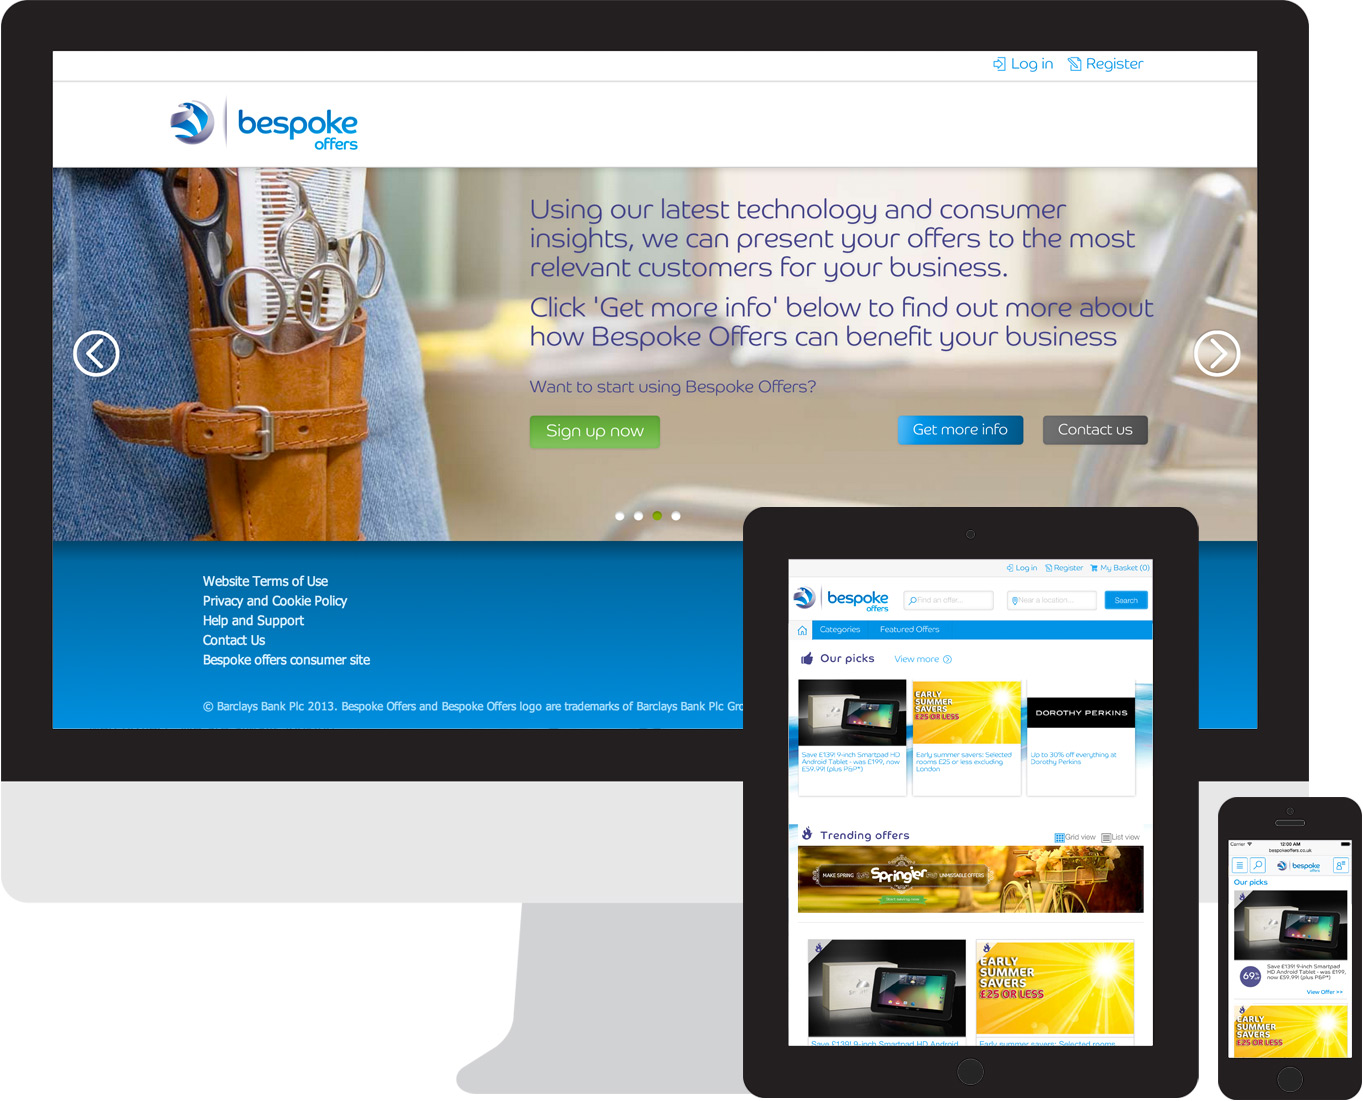 Log in Register
bespoke
offers
Using our latest technology and consumer
insights, we can present your offers to the most
relevant customers for your business.
Click 'Get more info' below to find out more about
how Bespoke Offers can benefit your business
Want to start using Bespoke Offers?
Sign up now Get more info Contact us
Website Terms of Use
Privacy and Cookie Policy
Help and Support
Contact Us
Bespoke offers consumer site
© Barclays Bank Plc 2013. Bespoke Offers and Bespoke Offers logo are trademarks of Barclays Bank Plc Gro
Log in Register My Basket (0)
bespoke
offers
Find an offer... Near a location... Search
Categories Featured Offers
Our picks View more
EARLY
SUMMER
SAVERS
£25 OR LESS
DOROTHY PERKINS
Save £139! 9-inch Smartpad HD
Android Tablet - was £199, now
£59.99! (plus P&P*)
Early summer savers: Selected
rooms £25 or less excluding
London
Up to 30% off everything at
Dorothy Perkins
Trending offers Grid view List view
MAKE SPRING Springier UNMISSABLE OFFERS
Start saving now
EARLY
SUMMER
SAVERS
£25 OR LESS
Save £139! 9-inch Smartpad HD Android
Early summer savers: Selected rooms
Carrier 12:00 AM
bespokeoffers.co.uk
bespoke
offers
Our picks
69%
Save £139! 9-inch Smartpad
HD Android Tablet - was £199,
now £59.99! (plus P&P*)
View Offer >>
EARLY
SUMMER
SAVERS
£25 OR LESS